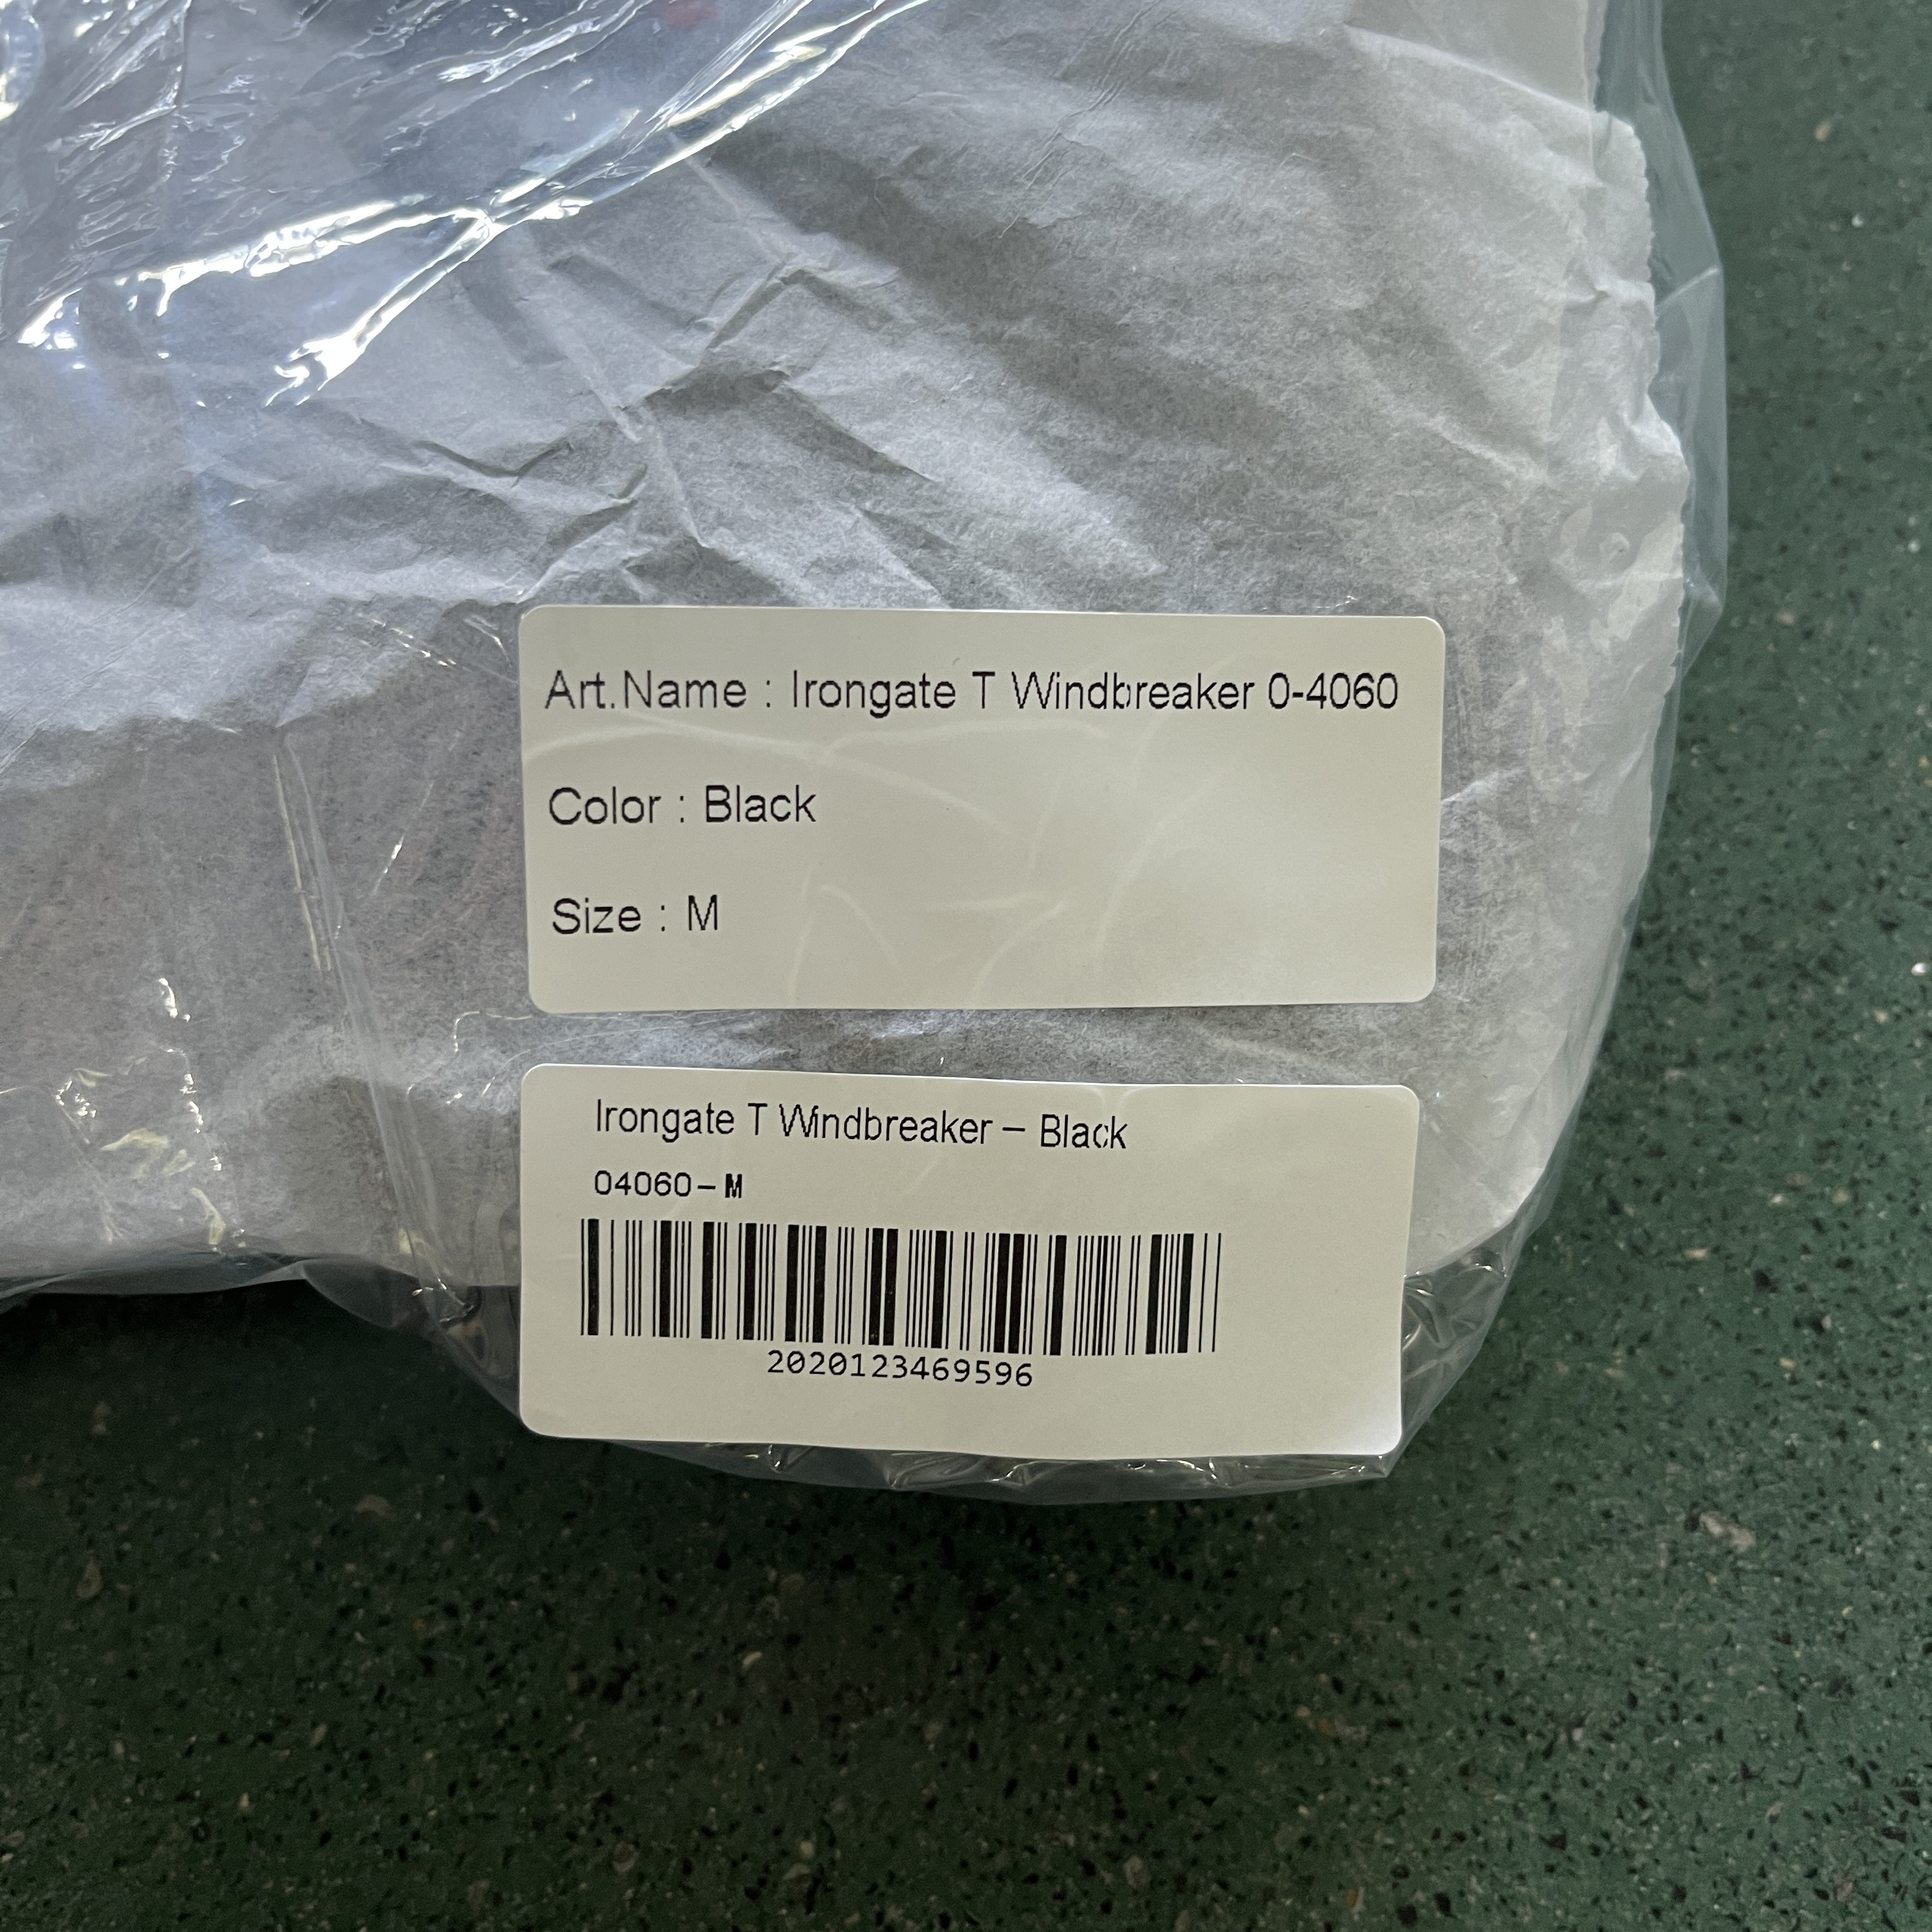 Art.Name : Irongate T Windbreaker 0-4060
Color : Black
Size : M
Irongate T Windbreaker – Black
04060-M
2020123469596